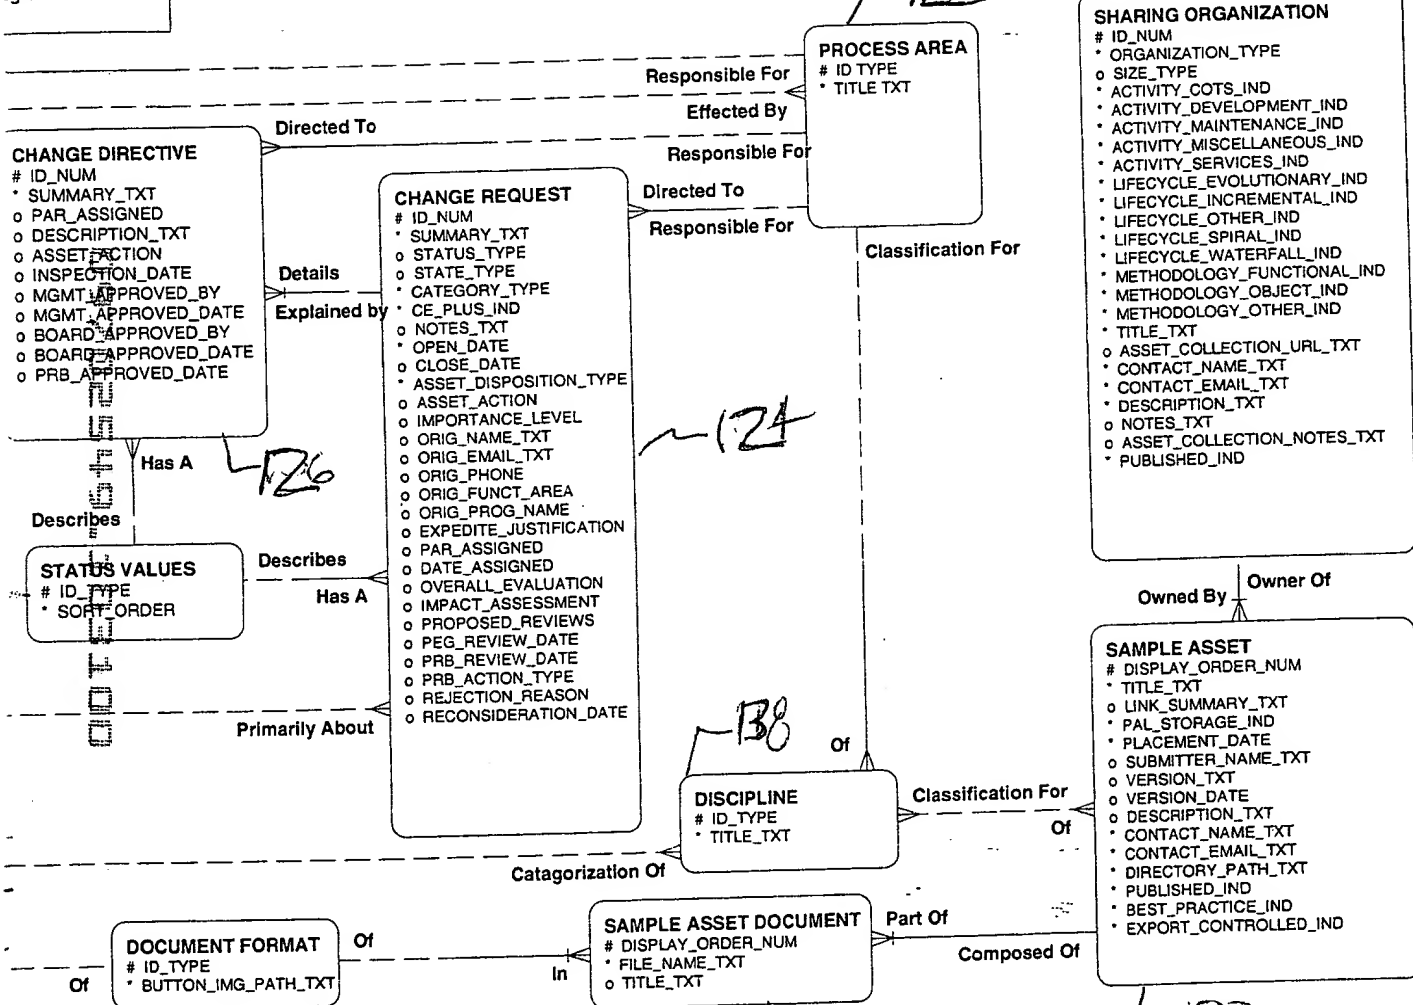 PROCESS AREA
# ID TYPE
* TITLE TXT
Responsible For
Effected By
Responsible For
Directed To
CHANGE DIRECTIVE
# ID_NUM
* SUMMARY_TXT
o PAR_ASSIGNED
o DESCRIPTION_TXT
o ASSET_ACTION
o INSPECTION_DATE
o MGMT_APPROVED_BY
o MGMT_APPROVED_DATE
o BOARD_APPROVED_BY
o BOARD_APPROVED_DATE
o PRB_APPROVED_DATE
Details
Explained by
Has A
126
Describes
STATUS VALUES
# ID_TYPE
* SORT_ORDER
Describes
Has A
CHANGE REQUEST
# ID_NUM
* SUMMARY_TXT
o STATUS_TYPE
o STATE_TYPE
* CATEGORY_TYPE
* CE_PLUS_IND
o NOTES_TXT
* OPEN_DATE
o CLOSE_DATE
* ASSET_DISPOSITION_TYPE
o ASSET_ACTION
o IMPORTANCE_LEVEL
o ORIG_NAME_TXT
o ORIG_EMAIL_TXT
o ORIG_PHONE
o ORIG_FUNCT_AREA
o ORIG_PROG_NAME
o EXPEDITE_JUSTIFICATION
o PAR_ASSIGNED
o DATE_ASSIGNED
o OVERALL_EVALUATION
o IMPACT_ASSESSMENT
o PROPOSED_REVIEWS
o PEG_REVIEW_DATE
o PRB_REVIEW_DATE
o PRB_ACTION_TYPE
o REJECTION_REASON
o RECONSIDERATION_DATE
Primarily About
Directed To
Responsible For
124
Classification For
Of
138
DISCIPLINE
# ID_TYPE
* TITLE_TXT
Classification For
Of
Catagorization Of
SHARING ORGANIZATION
# ID_NUM
* ORGANIZATION_TYPE
o SIZE_TYPE
* ACTIVITY_COTS_IND
* ACTIVITY_DEVELOPMENT_IND
* ACTIVITY_MAINTENANCE_IND
* ACTIVITY_MISCELLANEOUS_IND
* ACTIVITY_SERVICES_IND
* LIFECYCLE_EVOLUTIONARY_IND
* LIFECYCLE_INCREMENTAL_IND
* LIFECYCLE_OTHER_IND
* LIFECYCLE_SPIRAL_IND
* LIFECYCLE_WATERFALL_IND
* METHODOLOGY_FUNCTIONAL_IND
* METHODOLOGY_OBJECT_IND
* METHODOLOGY_OTHER_IND
* TITLE_TXT
o ASSET_COLLECTION_URL_TXT
* CONTACT_NAME_TXT
* CONTACT_EMAIL_TXT
* DESCRIPTION_TXT
o NOTES_TXT
o ASSET_COLLECTION_NOTES_TXT
* PUBLISHED_IND
Owner Of
Owned By
SAMPLE ASSET
# DISPLAY_ORDER_NUM
* TITLE_TXT
o LINK_SUMMARY_TXT
* PAL_STORAGE_IND
* PLACEMENT_DATE
o SUBMITTER_NAME_TXT
o VERSION_TXT
o VERSION_DATE
o DESCRIPTION_TXT
* CONTACT_NAME_TXT
* CONTACT_EMAIL_TXT
* DIRECTORY_PATH_TXT
* PUBLISHED_IND
* BEST_PRACTICE_IND
* EXPORT_CONTROLLED_IND
DOCUMENT FORMAT
# ID_TYPE
* BUTTON_IMG_PATH_TXT
Of
Of
In
SAMPLE ASSET DOCUMENT
# DISPLAY_ORDER_NUM
* FILE_NAME_TXT
o TITLE_TXT
Part Of
Composed Of